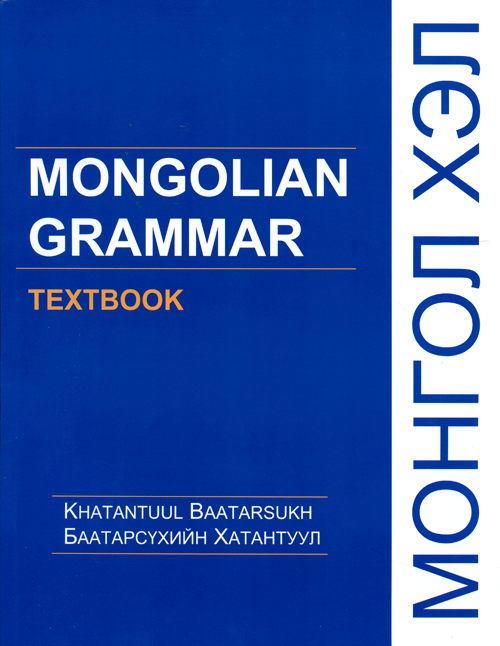 MONGOLIAN
GRAMMAR
TEXTBOOK
KHATANTUUL BAATARSUKH
БААТАРСҮХИЙН ХАТАНТУУЛ
МОНГОЛ ХЭЛ